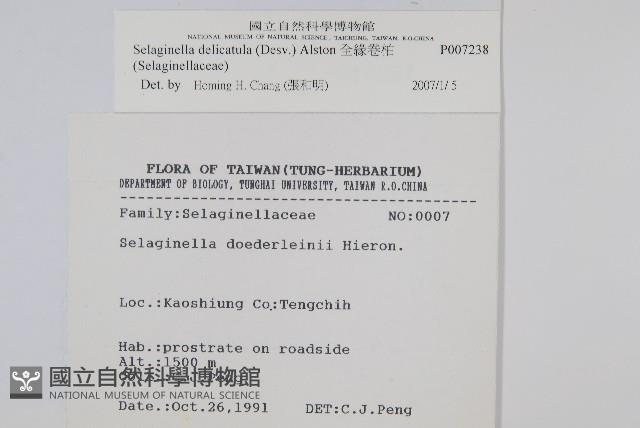 國立自然科學博物館
NATIONAL MUSEUM OF NATURAL SCIENCE, TAICHUNG, TAIWAN, R.O.CHINA
Selaginella delicatula (Desv.) Alston 全緣卷柏 P007238
(Selaginellaceae)
Det. by Heming H. Chang (張和明) 2007/1/5
FLORA OF TAIWAN(TUNG-HERBARIUM)
DEPARTMENT OF BIOLOGY, TUNGHAI UNIVERSITY, TAIWAN R.O.CHINA
Family:Selaginellaceae NO:0007
Selaginella doederleinii Hieron.
Loc.:Kaoshiung Co.:Tengchih
Hab.:prostrate on roadside
Alt.:1500 m
國立自然科學博物館
NATIONAL MUSEUM OF NATURAL SCIENCE
Date.:Oct.26,1991 DET:C.J.Peng